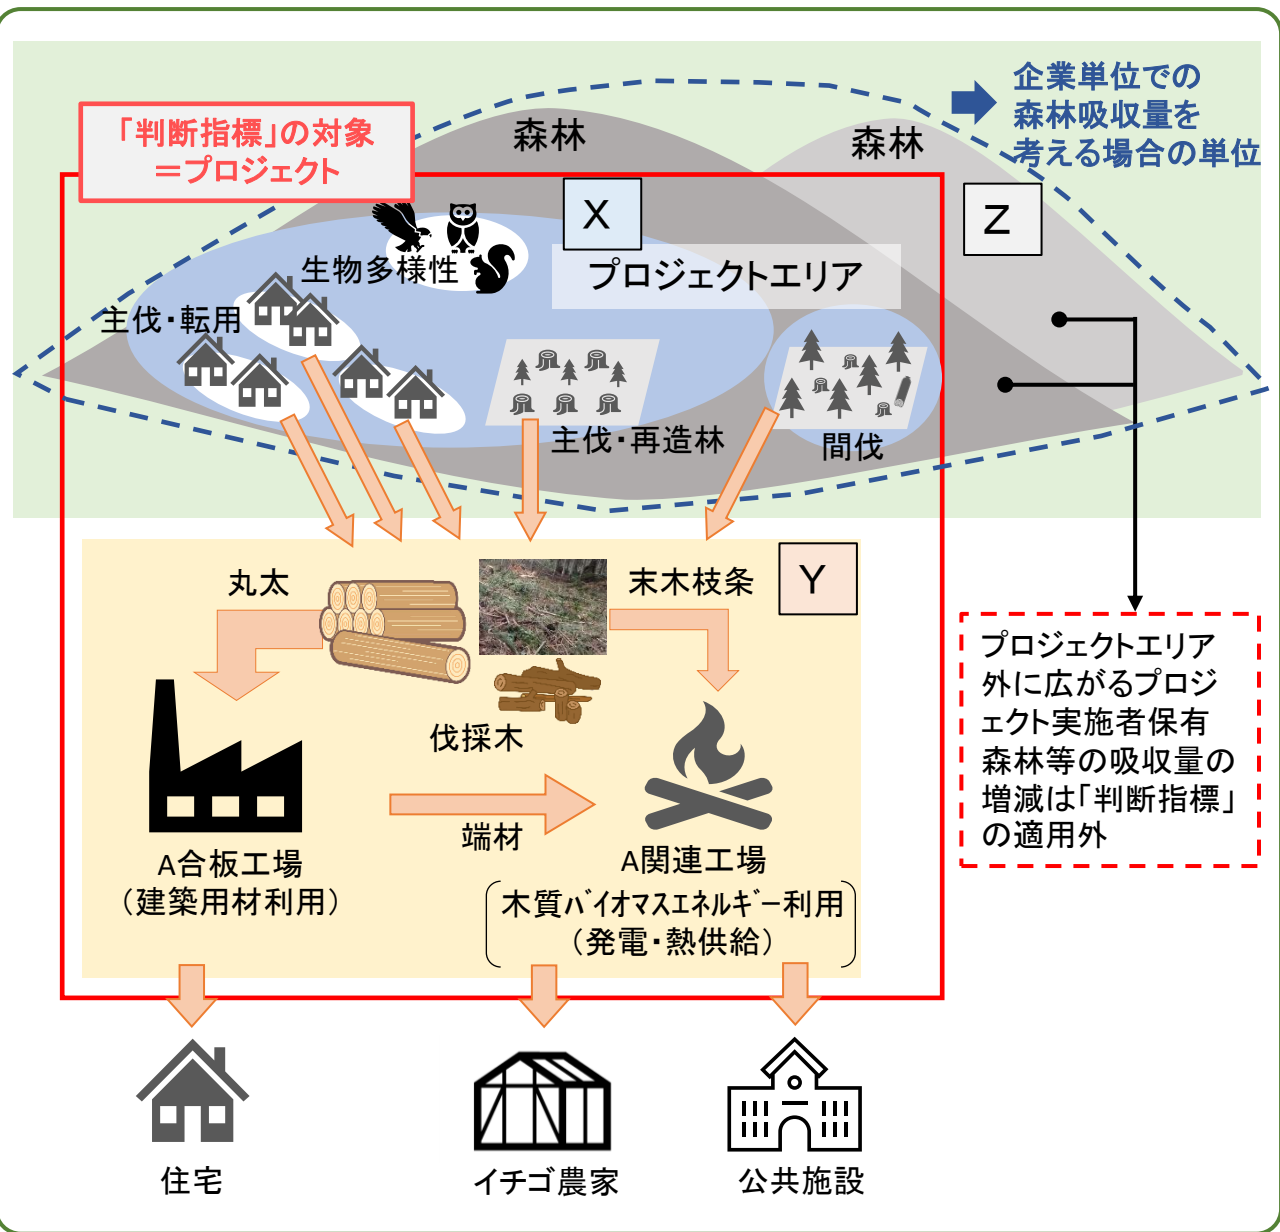 企業単位での
森林吸収量を
考える場合の単位
「判断指標」の対象
＝プロジェクト
森林
森林
X
Z
生物多様性
プロジェクトエリア
主伐・転用
主伐・再造林
間伐
Y
丸太
末木枝条
伐採木
端材
A合板工場
（建築用材利用）
A関連工場
木質ﾊﾞｲｵﾏｽｴﾈﾙｷﾞｰ利用
（発電・熱供給）
プロジェクトエリア
外に広がるプロジ
ェクト実施者保有
森林等の吸収量の
増減は「判断指標」
の適用外
住宅
イチゴ農家
公共施設